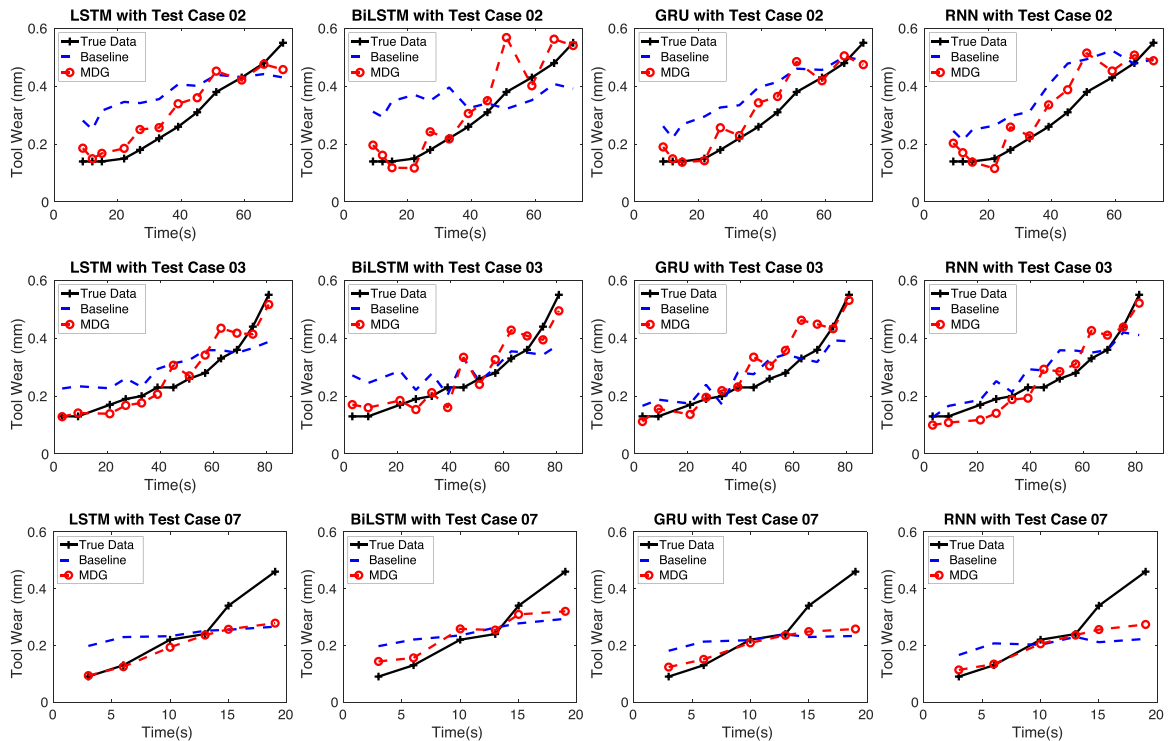 LSTM with Test Case 02
Tool Wear (mm)
0.6
0.4
0.2
0
True Data
Baseline
MDG
0 20 40 60
Time(s)
BiLSTM with Test Case 02
Tool Wear (mm)
0.6
0.4
0.2
0
True Data
Baseline
MDG
0 20 40 60
Time(s)
GRU with Test Case 02
Tool Wear (mm)
0.6
0.4
0.2
0
True Data
Baseline
MDG
0 20 40 60
Time(s)
RNN with Test Case 02
Tool Wear (mm)
0.6
0.4
0.2
0
True Data
Baseline
MDG
0 20 40 60
Time(s)
LSTM with Test Case 03
Tool Wear (mm)
0.6
0.4
0.2
0
True Data
Baseline
MDG
0 20 40 60 80
Time(s)
BiLSTM with Test Case 03
Tool Wear (mm)
0.6
0.4
0.2
0
True Data
Baseline
MDG
0 20 40 60 80
Time(s)
GRU with Test Case 03
Tool Wear (mm)
0.6
0.4
0.2
0
True Data
Baseline
MDG
0 20 40 60 80
Time(s)
RNN with Test Case 03
Tool Wear (mm)
0.6
0.4
0.2
0
True Data
Baseline
MDG
0 20 40 60 80
Time(s)
LSTM with Test Case 07
Tool Wear (mm)
0.6
0.4
0.2
0
True Data
Baseline
MDG
0 5 10 15 20
Time(s)
BiLSTM with Test Case 07
Tool Wear (mm)
0.6
0.4
0.2
0
True Data
Baseline
MDG
0 5 10 15 20
Time(s)
GRU with Test Case 07
Tool Wear (mm)
0.6
0.4
0.2
0
True Data
Baseline
MDG
0 5 10 15 20
Time(s)
RNN with Test Case 07
Tool Wear (mm)
0.6
0.4
0.2
0
True Data
Baseline
MDG
0 5 10 15 20
Time(s)